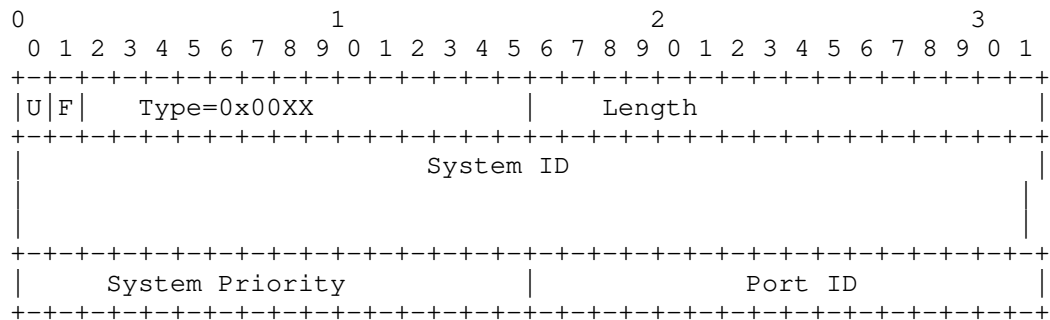 0                   1                   2                   3
 0 1 2 3 4 5 6 7 8 9 0 1 2 3 4 5 6 7 8 9 0 1 2 3 4 5 6 7 8 9 0 1
+-+-+-+-+-+-+-+-+-+-+-+-+-+-+-+-+-+-+-+-+-+-+-+-+-+-+-+-+-+-+-+-+
|U|F|   Type=0x00XX             |    Length                     |
+-+-+-+-+-+-+-+-+-+-+-+-+-+-+-+-+-+-+-+-+-+-+-+-+-+-+-+-+-+-+-+-+
|                         System ID                             |
|                                                              |
|                                                              |
+-+-+-+-+-+-+-+-+-+-+-+-+-+-+-+-+-+-+-+-+-+-+-+-+-+-+-+-+-+-+-+-+
|     System Priority           |             Port ID           |
+-+-+-+-+-+-+-+-+-+-+-+-+-+-+-+-+-+-+-+-+-+-+-+-+-+-+-+-+-+-+-+-+